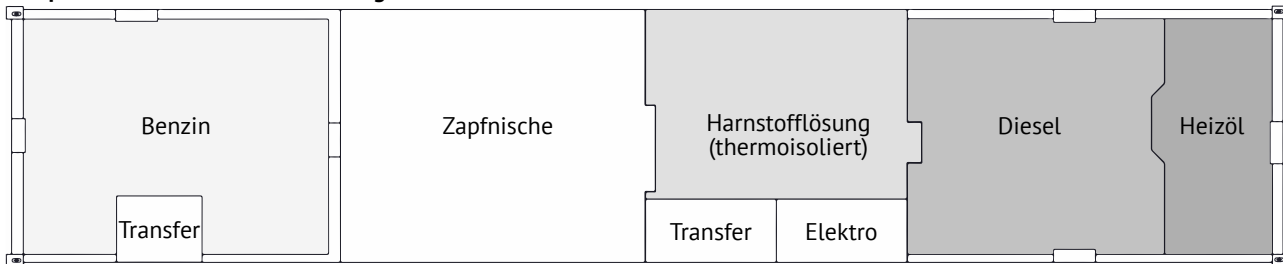 Benzin
Zapfnische
Harnstofflösung
(thermoisoliert)
Diesel
Heizöl
Transfer
Transfer
Elektro